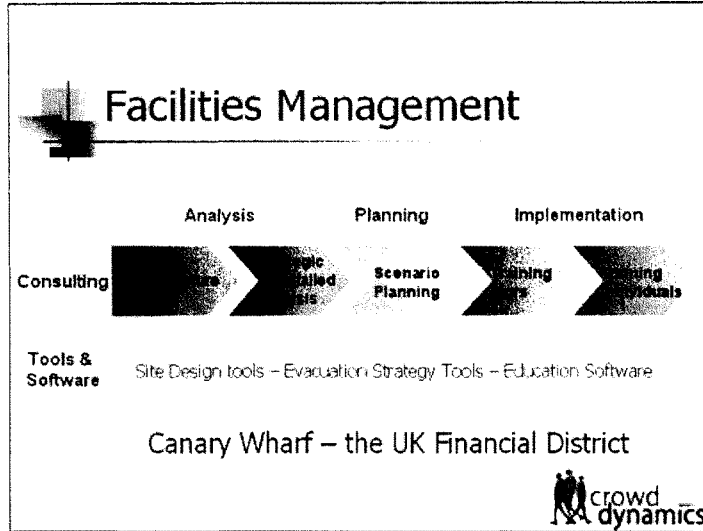 Facilities Management
Analysis Planning Implementation
Consulting
Scenario
Planning
Tools &
Software
Site Design tools – Evacuation Strategy Tools – Education Software
Canary Wharf – the UK Financial District
crowd
dynamics